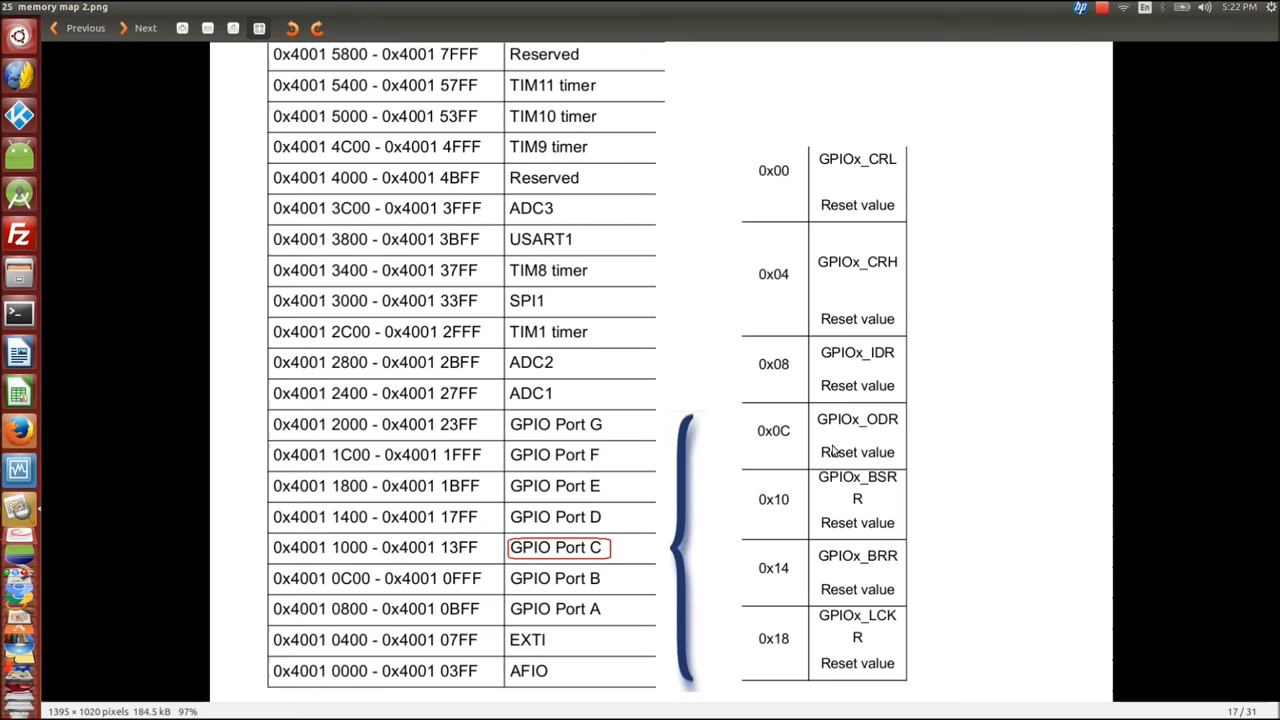 25 memory map 2.png
hp
En
5:22 PM
Previous
Next
0x4001 5800 - 0x4001 7FFF Reserved
0x4001 5400 - 0x4001 57FF TIM11 timer
0x4001 5000 - 0x4001 53FF TIM10 timer
0x4001 4C00 - 0x4001 4FFF TIM9 timer
0x4001 4000 - 0x4001 4BFF Reserved
0x4001 3C00 - 0x4001 3FFF ADC3
0x4001 3800 - 0x4001 3BFF USART1
0x4001 3400 - 0x4001 37FF TIM8 timer
0x4001 3000 - 0x4001 33FF SPI1
0x4001 2C00 - 0x4001 2FFF TIM1 timer
0x4001 2800 - 0x4001 2BFF ADC2
0x4001 2400 - 0x4001 27FF ADC1
0x4001 2000 - 0x4001 23FF GPIO Port G
0x4001 1C00 - 0x4001 1FFF GPIO Port F
0x4001 1800 - 0x4001 1BFF GPIO Port E
0x4001 1400 - 0x4001 17FF GPIO Port D
0x4001 1000 - 0x4001 13FF GPIO Port C
0x4001 0C00 - 0x4001 0FFF GPIO Port B
0x4001 0800 - 0x4001 0BFF GPIO Port A
0x4001 0400 - 0x4001 07FF EXTI
0x4001 0000 - 0x4001 03FF AFIO
GPIOx_CRL
0x00
Reset value
GPIOx_CRH
0x04
Reset value
GPIOx_IDR
0x08
Reset value
GPIOx_ODR
0x0C
Reset value
GPIOx_BSR
R
0x10
Reset value
GPIOx_BRR
0x14
Reset value
GPIOx_LCK
R
0x18
Reset value
Fz
1395 × 1020 pixels 184.5 kB 97%
17 / 31